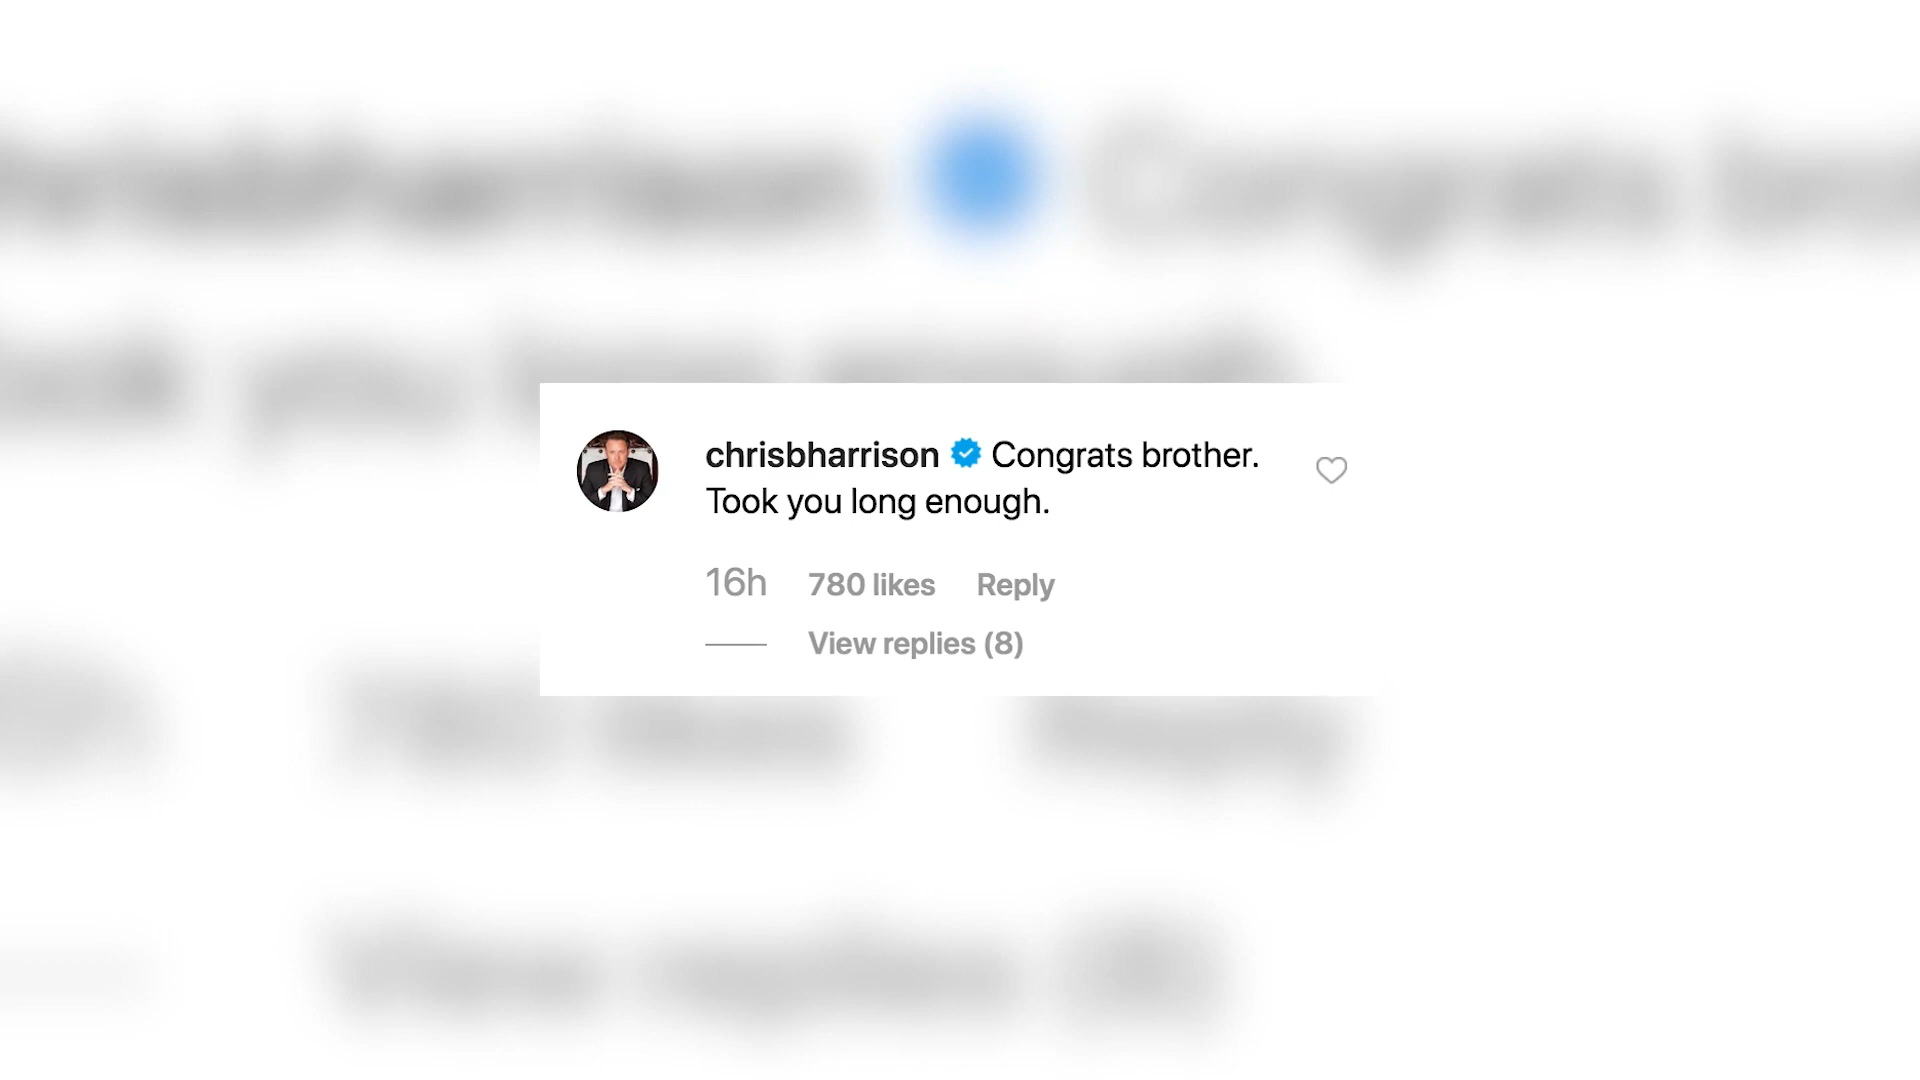 chrisbharrison Congrats brother.
Took you long enough.
16h 780 likes Reply
View replies (8)